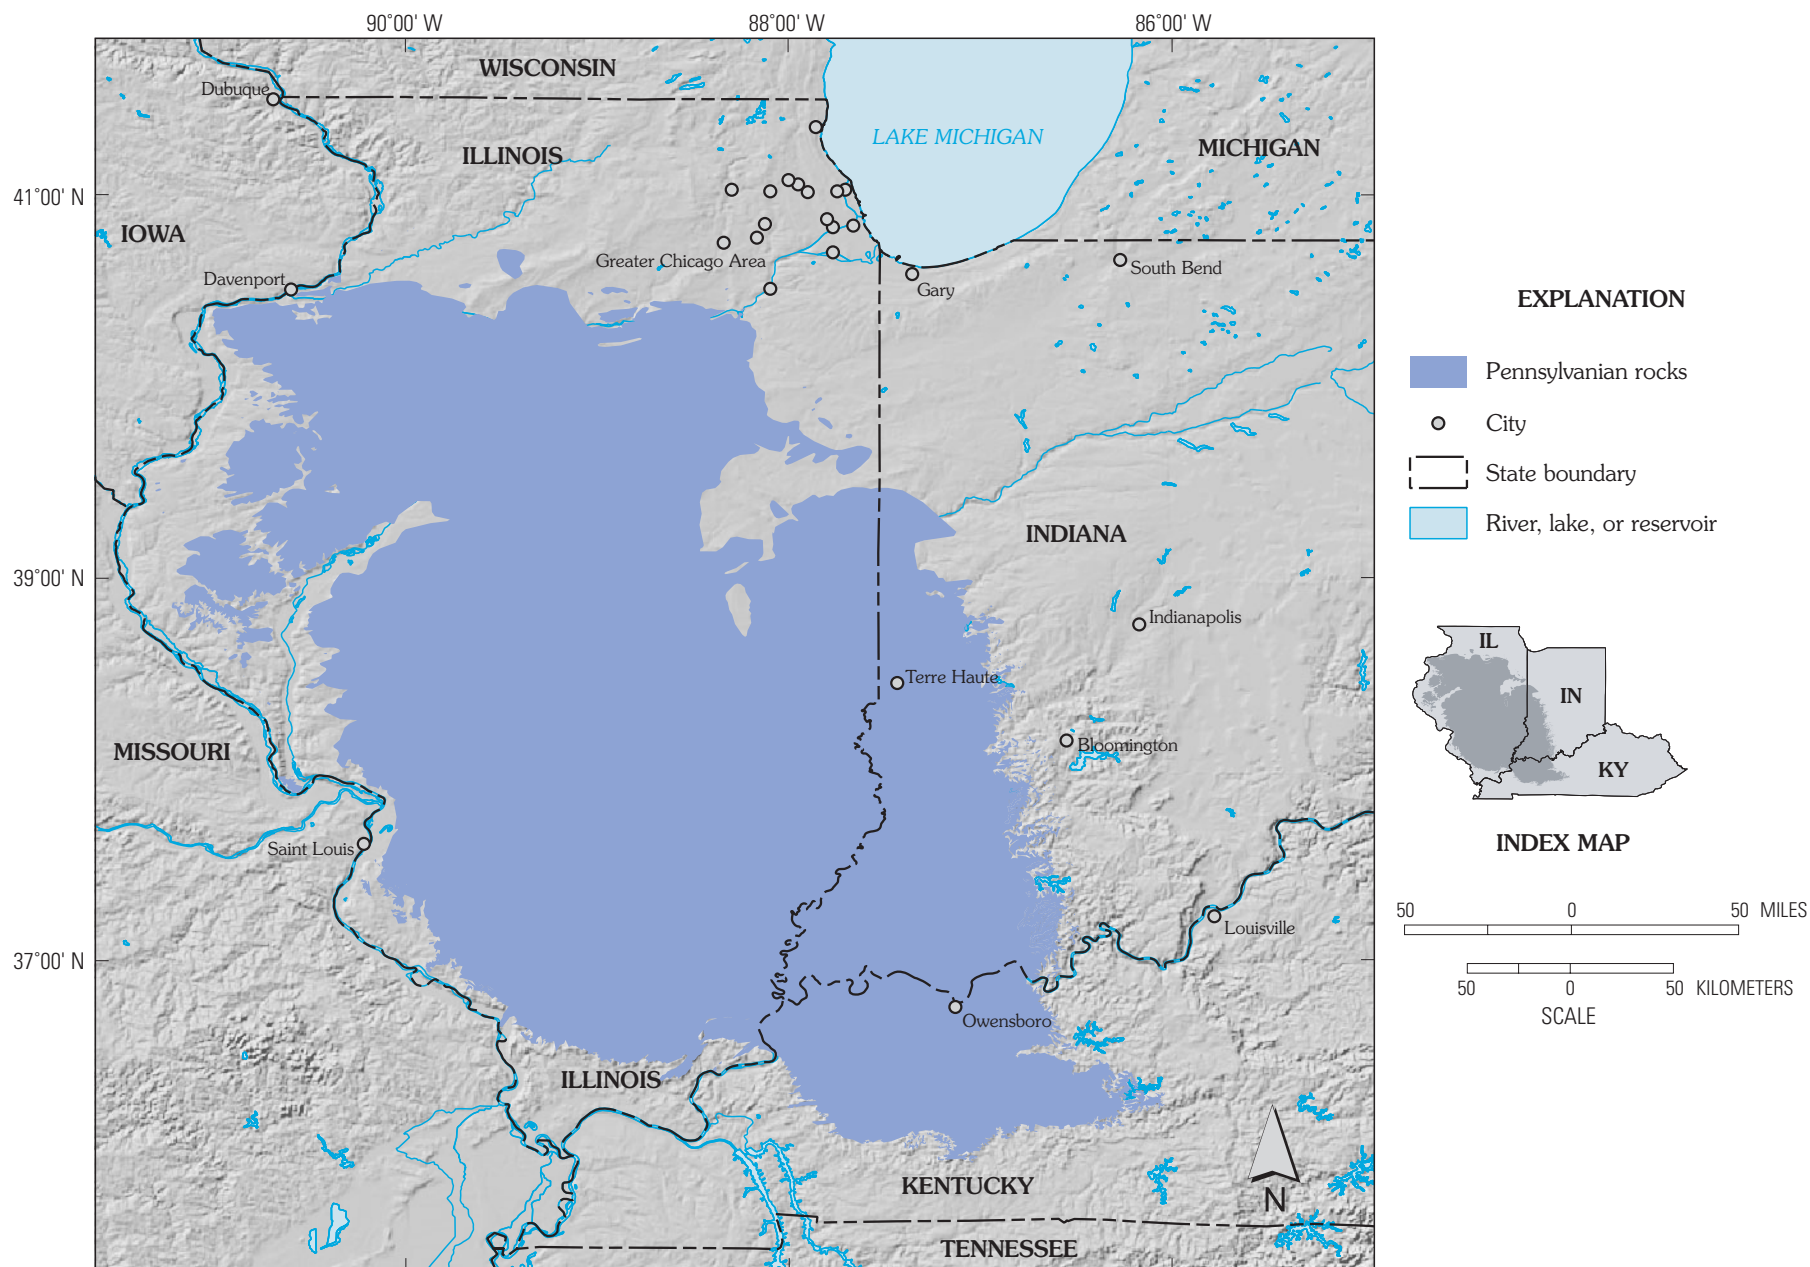 90°00' W
88°00' W
86°00' W
WISCONSIN
Dubuque
LAKE MICHIGAN
MICHIGAN
ILLINOIS
41°00' N
IOWA
Greater Chicago Area
South Bend
Davenport
Gary
INDIANA
39°00' N
Indianapolis
Terre Haute
Bloomington
MISSOURI
Saint Louis
Louisville
37°00' N
Owensboro
ILLINOIS
KENTUCKY
N
TENNESSEE
EXPLANATION
Pennsylvanian rocks
City
State boundary
River, lake, or reservoir
IL
IN
KY
INDEX MAP
50 0 50 MILES
50 0 50 KILOMETERS
SCALE